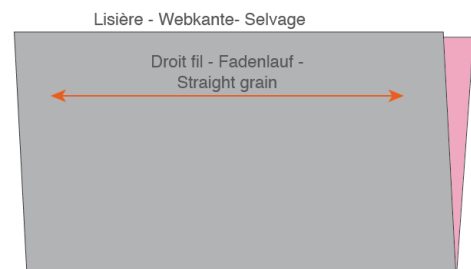 Lisière - Webkante- Selvage
Droit fil - Fadenlauf -
Straight grain